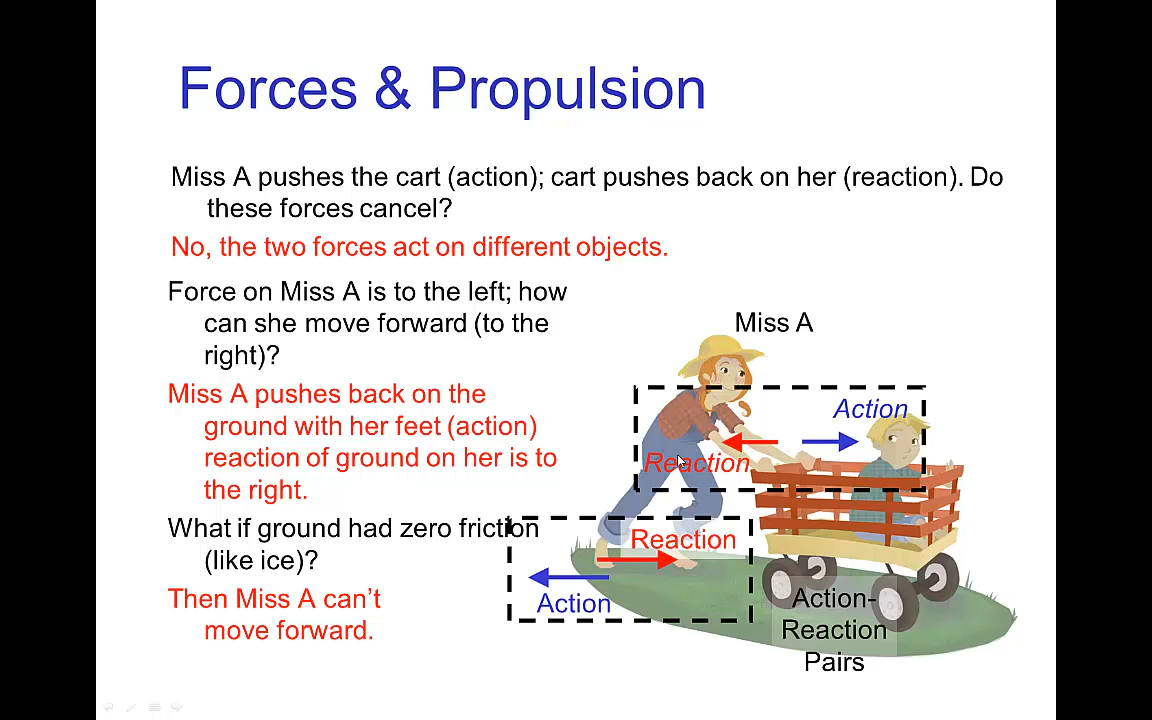 Forces & Propulsion
Miss A pushes the cart (action); cart pushes back on her (reaction). Do
these forces cancel?
No, the two forces act on different objects.
Force on Miss A is to the left; how
can she move forward (to the
right)?
Miss A pushes back on the
ground with her feet (action)
reaction of ground on her is to
the right.
What if ground had zero friction
(like ice)?
Then Miss A can't
move forward.
Miss A
Action
Reaction
Reaction
Action
Action-
Reaction
Pairs